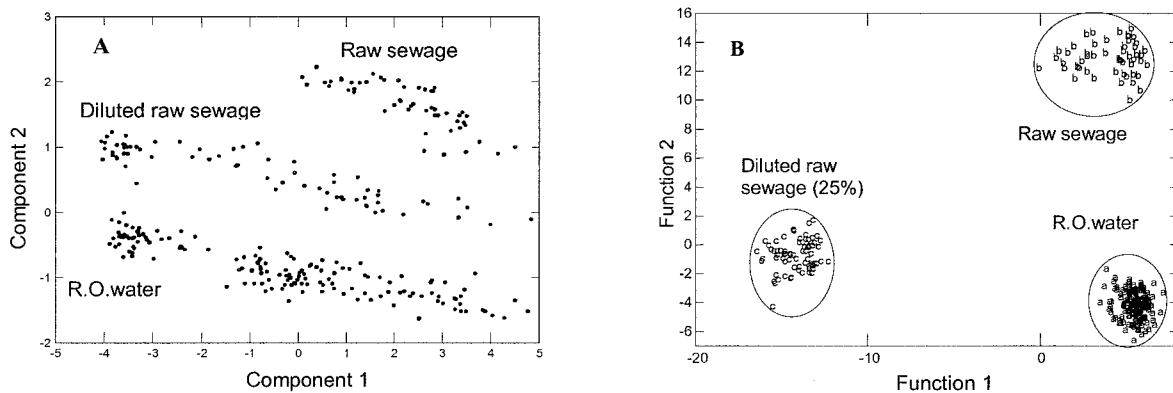 A
Raw sewage
Diluted raw sewage
R.O.water
Component 2
3
2
1
0
-1
-2
-5 -4 -3 -2 -1 0 1 2 3 4 5
Component 1
B
Raw sewage
Diluted raw
sewage (25%)
R.O.water
Function 2
16
14
12
10
8
6
4
2
0
-2
-4
-6
-20 -10 0
Function 1